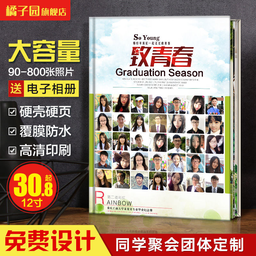 橘子园旗舰店
大容量
90-800张照片
送 电子相册
✓硬壳硬页
✓覆膜防水
✓高清印刷
30.8起
12寸
So Young
致青春
Graduation Season
RAINBOW
免费设计
同学聚会团体定制